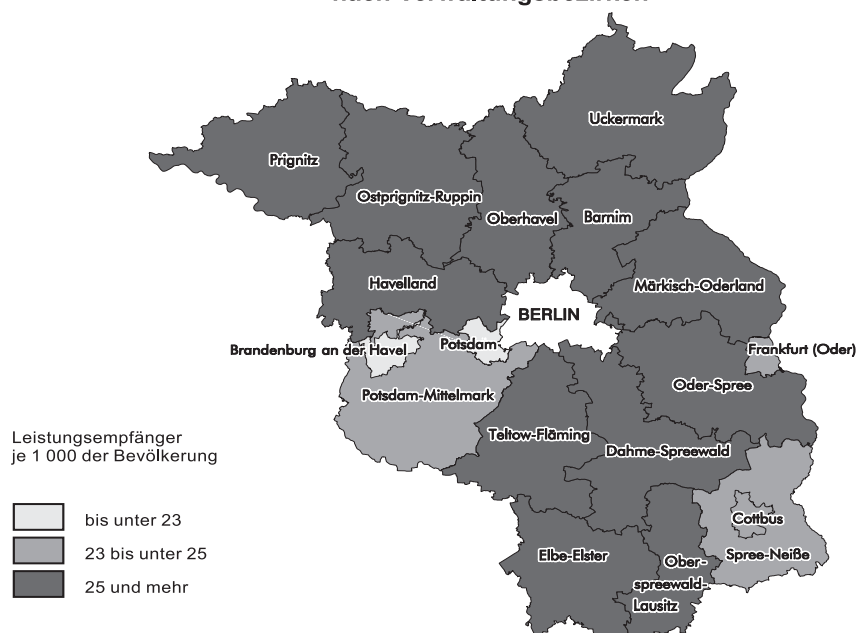 nach Verwaltungsbezirken
Uckermark
Prignitz
Ostprignitz-Ruppin
Oberhavel
Barnim
Havelland
Märkisch-Oderland
BERLIN
Brandenburg an der Havel
Potsdam
Frankfurt (Oder)
Oder-Spree
Potsdam-Mittelmark
Teltow-Fläming
Dahme-Spreewald
Cottbus
Spree-Neiße
Elbe-Elster
Ober-
spreewald-
Lausitz
Leistungsempfänger
je 1 000 der Bevölkerung
bis unter 23
23 bis unter 25
25 und mehr